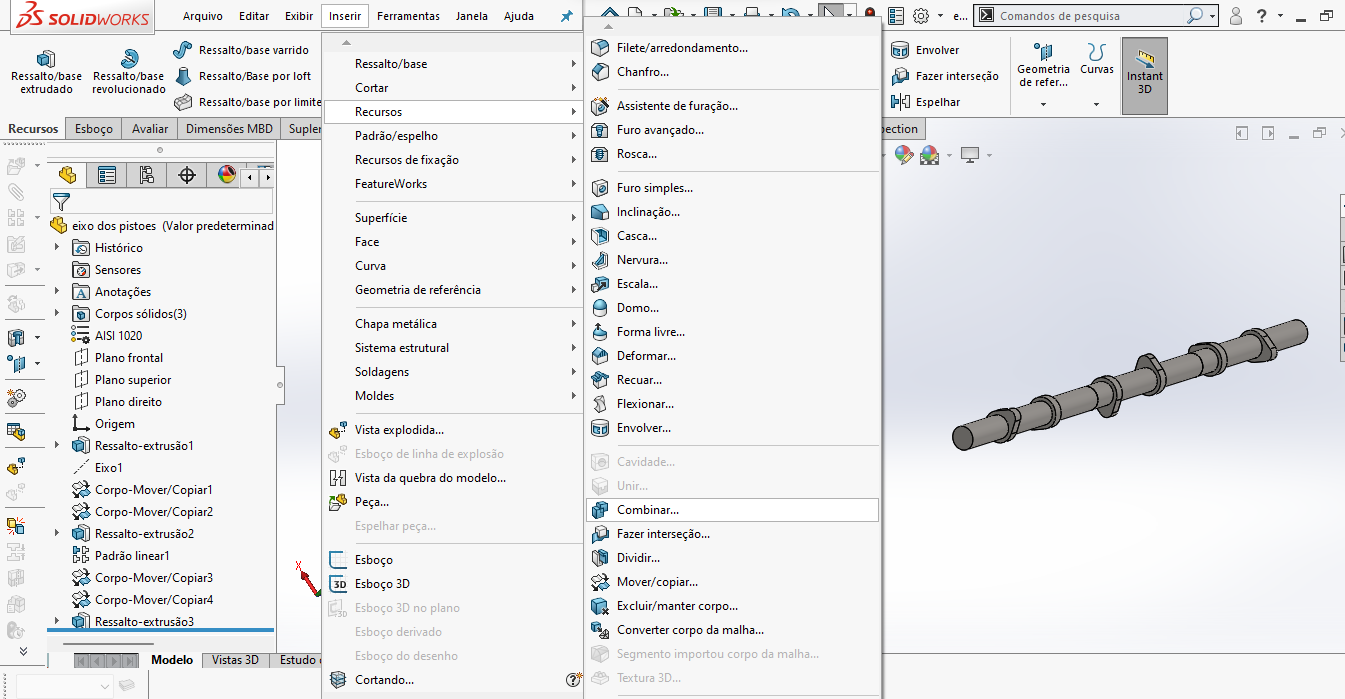 SOLIDWORKS
Arquivo Editar Exibir Inserir Ferramentas Janela Ajuda
e...
Comandos de pesquisa
?
Ressalto/base extrudado
Ressalto/base revolucionado
Ressalto/base varrido
Ressalto/Base por loft
Ressalto/base por limite
Envolver
Fazer interseção
Espelhar
Geometria de refer...
Curvas
Instant 3D
Recursos Esboço Avaliar Dimensões MBD Supler
pection
eixo dos pistoes (Valor predeterminad
Histórico
Sensores
Anotações
Corpos sólidos(3)
AISI 1020
Plano frontal
Plano superior
Plano direito
Origem
Ressalto-extrusão1
Eixo1
Corpo-Mover/Copiar1
Corpo-Mover/Copiar2
Ressalto-extrusão2
Padrão linear1
Corpo-Mover/Copiar3
Corpo-Mover/Copiar4
Ressalto-extrusão3
Modelo Vistas 3D Estudo
Ressalto/base
Cortar
Recursos
Padrão/espelho
Recursos de fixação
FeatureWorks
Superfície
Face
Curva
Geometria de referência
Chapa metálica
Sistema estrutural
Soldagens
Moldes
Vista explodida...
Esboço de linha de explosão
Vista da quebra do modelo...
Peça...
Espelhar peça...
Esboço
3D Esboço 3D
Esboço 3D no plano
Esboço derivado
Esboço do desenho
Cortando...
X
Filete/arredondamento...
Chanfro...
Assistente de furação...
Furo avançado...
Rosca...
Furo simples...
Inclinação...
Casca...
Nervura...
Escala...
Domo...
Forma livre...
Deformar...
Recuar...
Flexionar...
Envolver...
Cavidade...
Unir...
Combinar...
Fazer interseção...
Dividir...
Mover/copiar...
Excluir/manter corpo...
Converter corpo da malha...
Segmento importou corpo da malha...
Textura 3D...